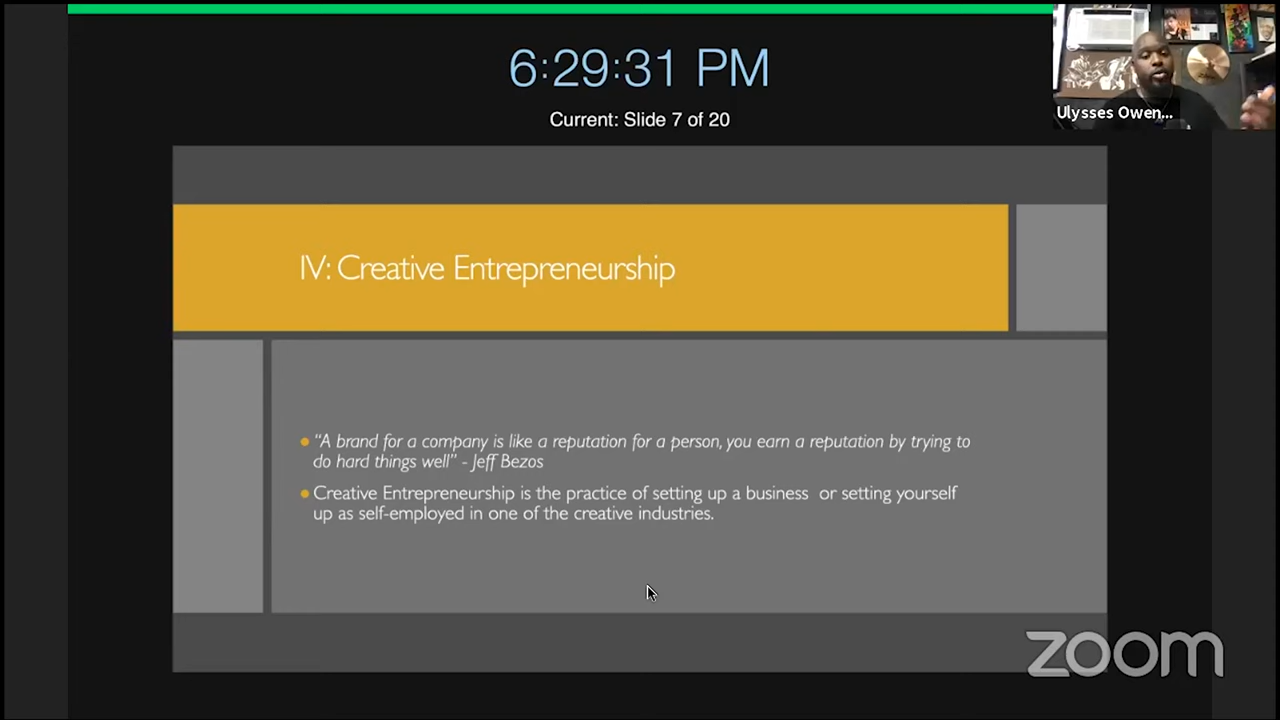 6:29:31 PM
Current: Slide 7 of 20
Ulysses Owen...
IV: Creative Entrepreneurship
“A brand for a company is like a reputation for a person, you earn a reputation by trying to
do hard things well” - Jeff Bezos
Creative Entrepreneurship is the practice of setting up a business or setting yourself
up as self-employed in one of the creative industries.
zoom